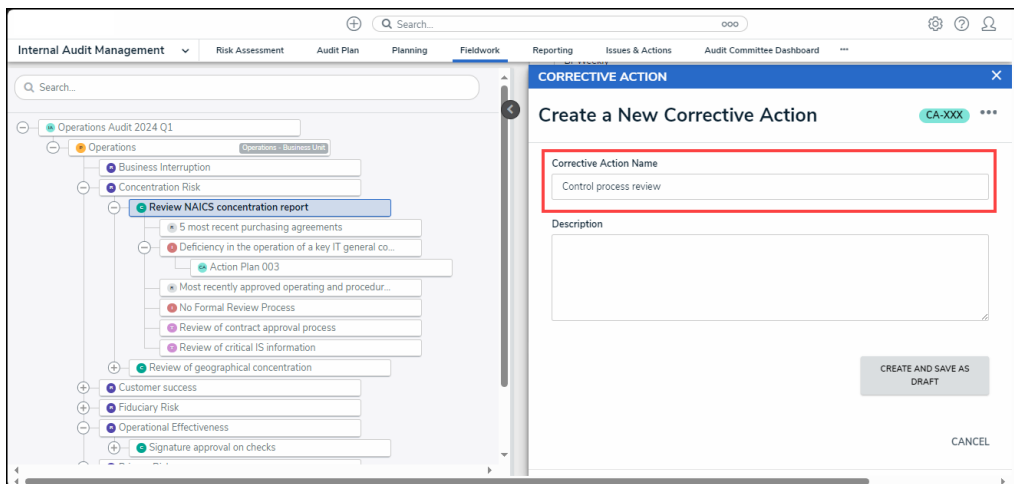 Search...
ooo
Internal Audit Management
Risk Assessment
Audit Plan
Planning
Fieldwork
Reporting
Issues & Actions
Audit Committee Dashboard
Search...
CA Operations Audit 2024 Q1
Operations
Operations - Business Unit
R Business Interruption
R Concentration Risk
C Review NAICS concentration report
R 5 most recent purchasing agreements
I Deficiency in the operation of a key IT general co...
CA Action Plan 003
R Most recently approved operating and procedur...
I No Formal Review Process
T Review of contract approval process
T Review of critical IS information
C Review of geographical concentration
R Customer success
R Fiduciary Risk
R Operational Effectiveness
C Signature approval on checks
CORRECTIVE ACTION
Create a New Corrective Action
CA-XXX
Corrective Action Name
Control process review
Description
CREATE AND SAVE AS
DRAFT
CANCEL